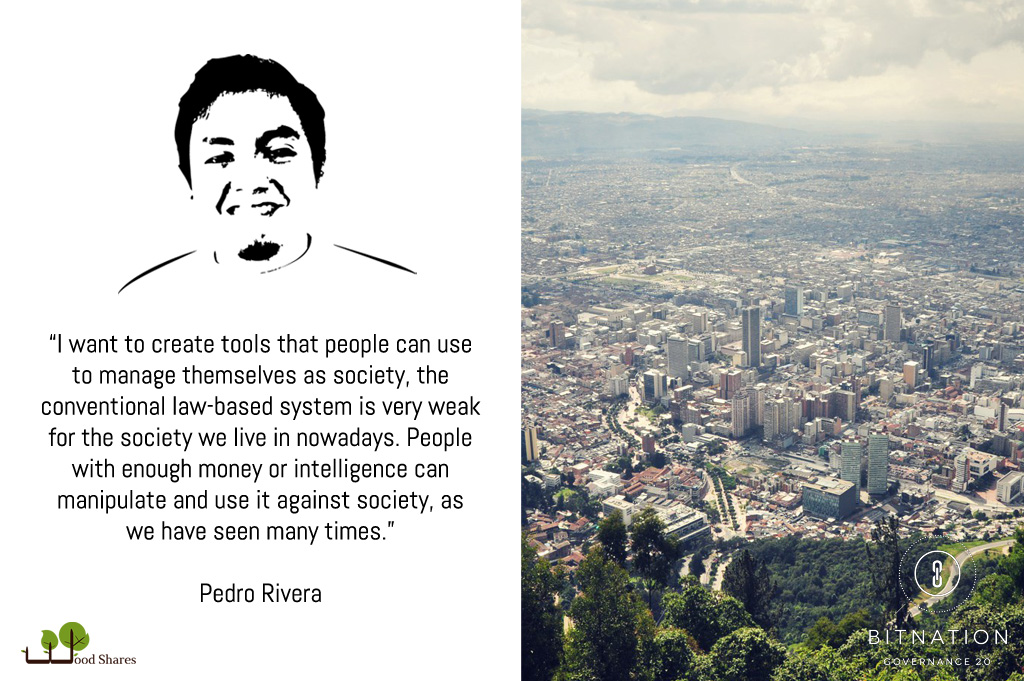 “I want to create tools that people can use
to manage themselves as society, the
conventional law-based system is very weak
for the society we live in nowadays. People
with enough money or intelligence can
manipulate and use it against society, as
we have seen many times.”
Pedro Rivera
Wood Shares
BITNATION
GOVERNANCE 2.0